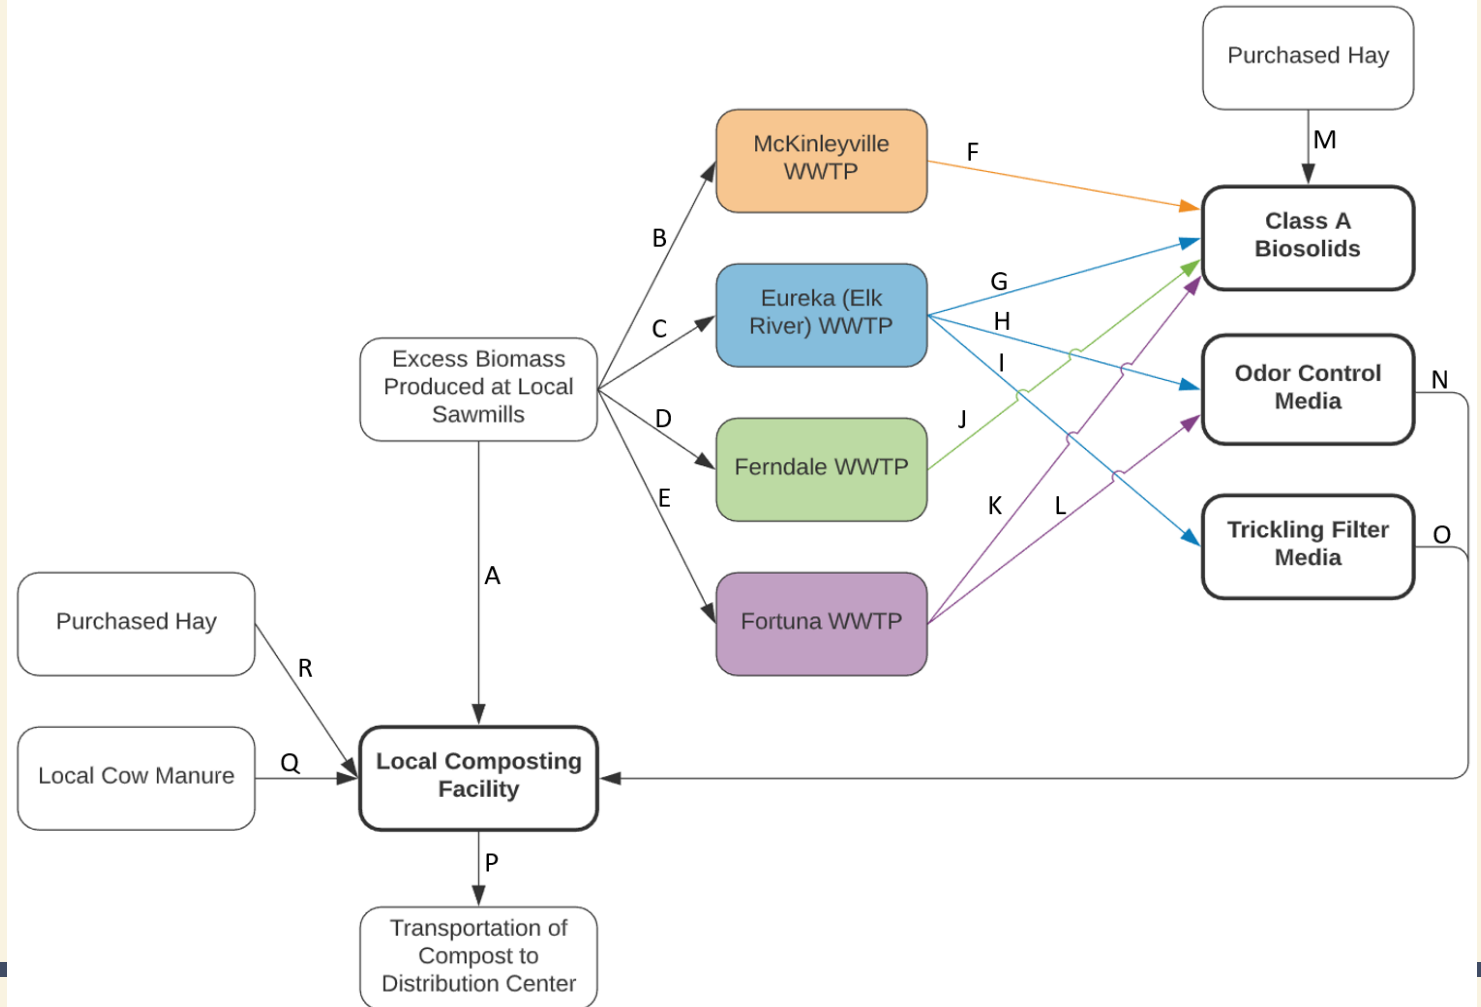 Purchased Hay
M
McKinleyville
WWTP
F
Class A
Biosolids
B
Eureka (Elk
River) WWTP
G
H
I
C
Excess Biomass
Produced at Local
Sawmills
Odor Control
Media
N
D
J
Ferndale WWTP
E
K
L
Trickling Filter
Media
O
A
Purchased Hay
Fortuna WWTP
R
Local Cow Manure
Q
Local Composting
Facility
P
Transportation of
Compost to
Distribution Center